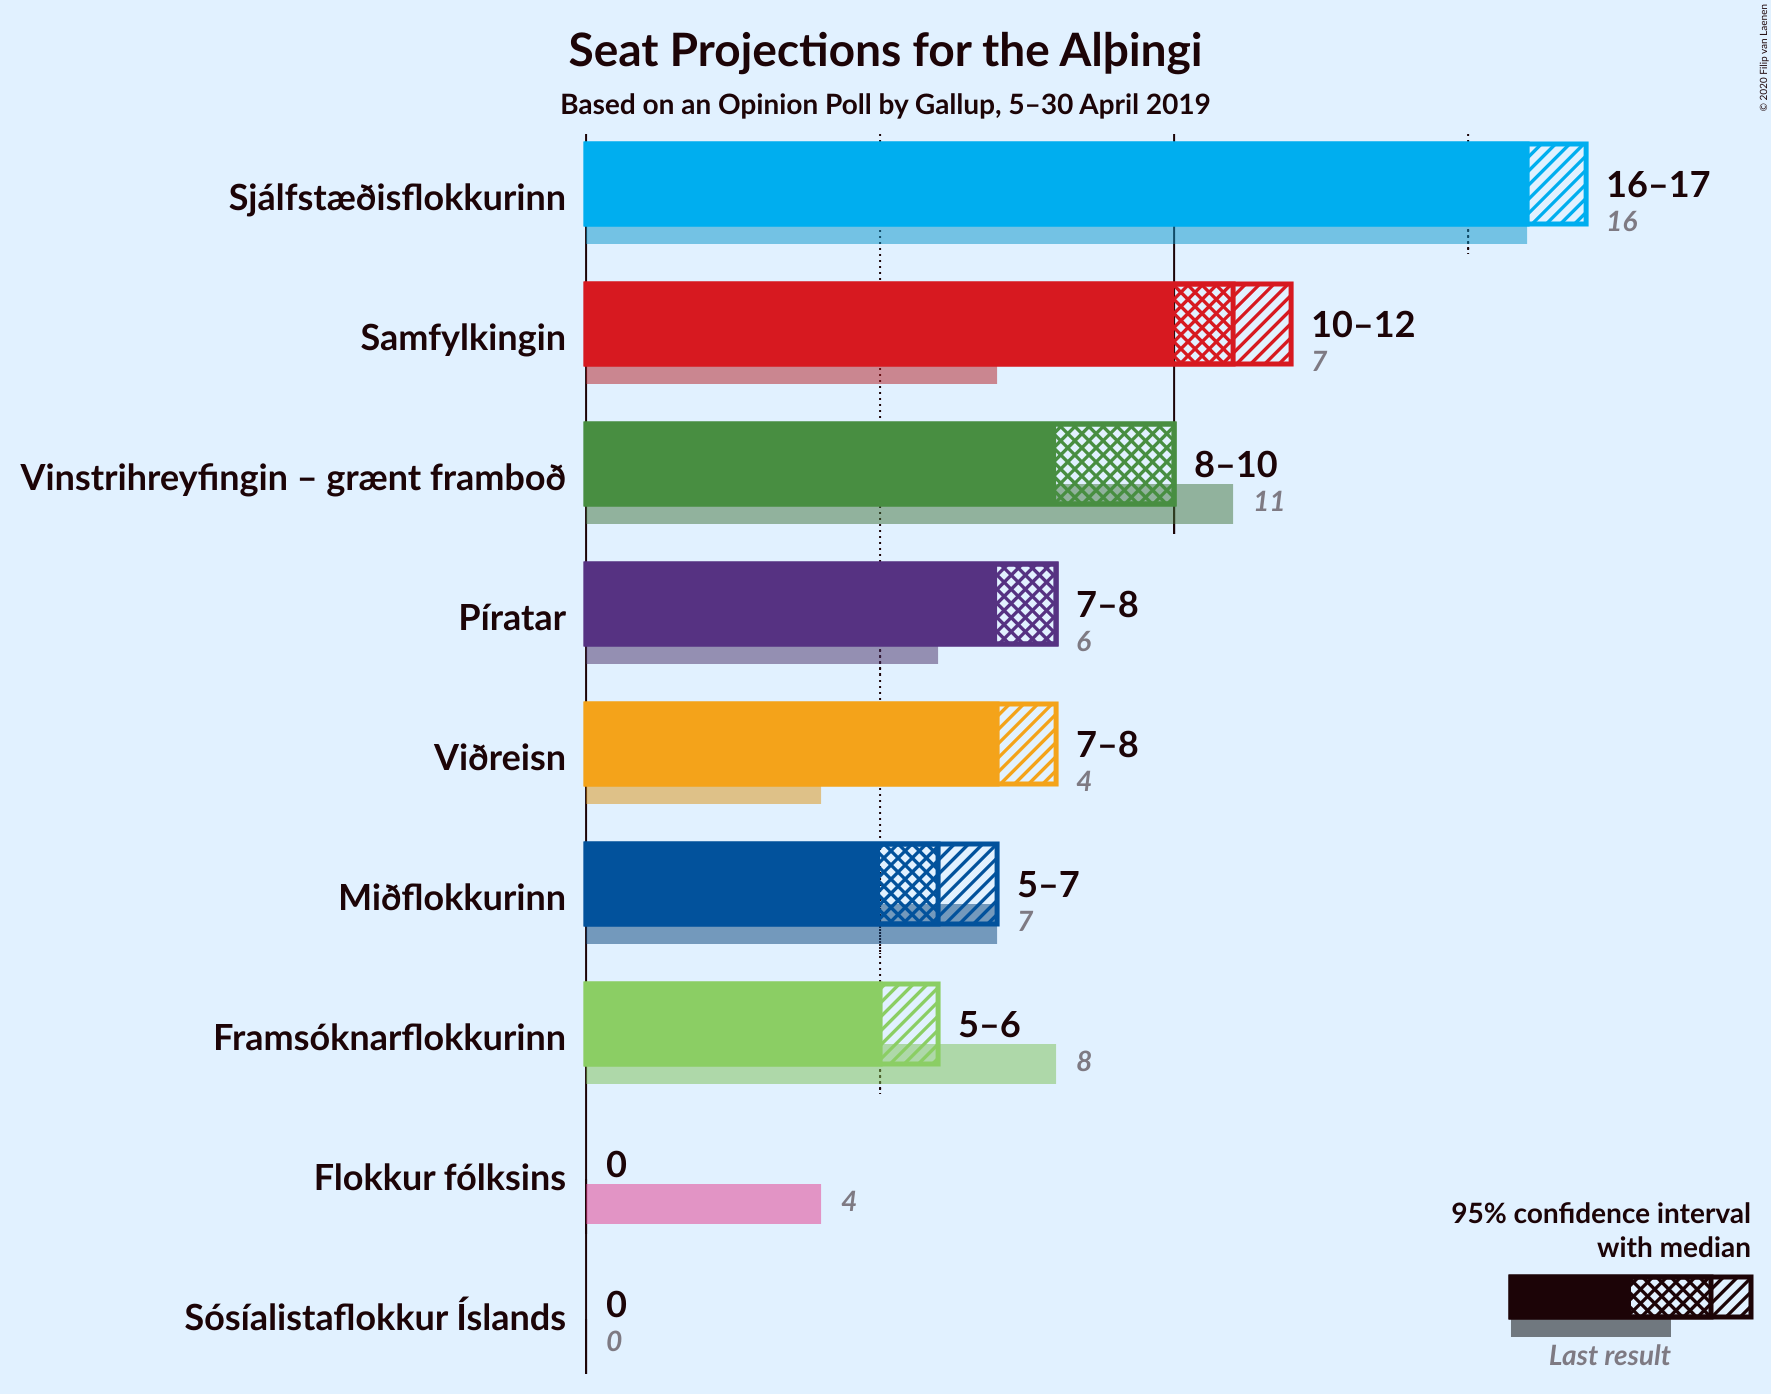 Seat Projections for the Alþingi
Based on an Opinion Poll by Gallup, 5–30 April 2019
© 2020 Filip van Laenen
Sjálfstæðisflokkurinn
16–17
16
Samfylkingin
10–12
7
Vinstrihreyfingin – grænt framboð
8–10
11
Píratar
7–8
6
Viðreisn
7–8
4
Miðflokkurinn
5–7
7
Framsóknarflokkurinn
5–6
8
Flokkur fólksins
0
4
Sósíalistaflokkur Íslands
0
0
95% confidence interval
with median
Last result